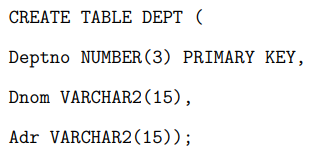 CREATE TABLE DEPT (
Deptno NUMBER(3) PRIMARY KEY,
Dnom VARCHAR2(15),
Adr VARCHAR2(15));